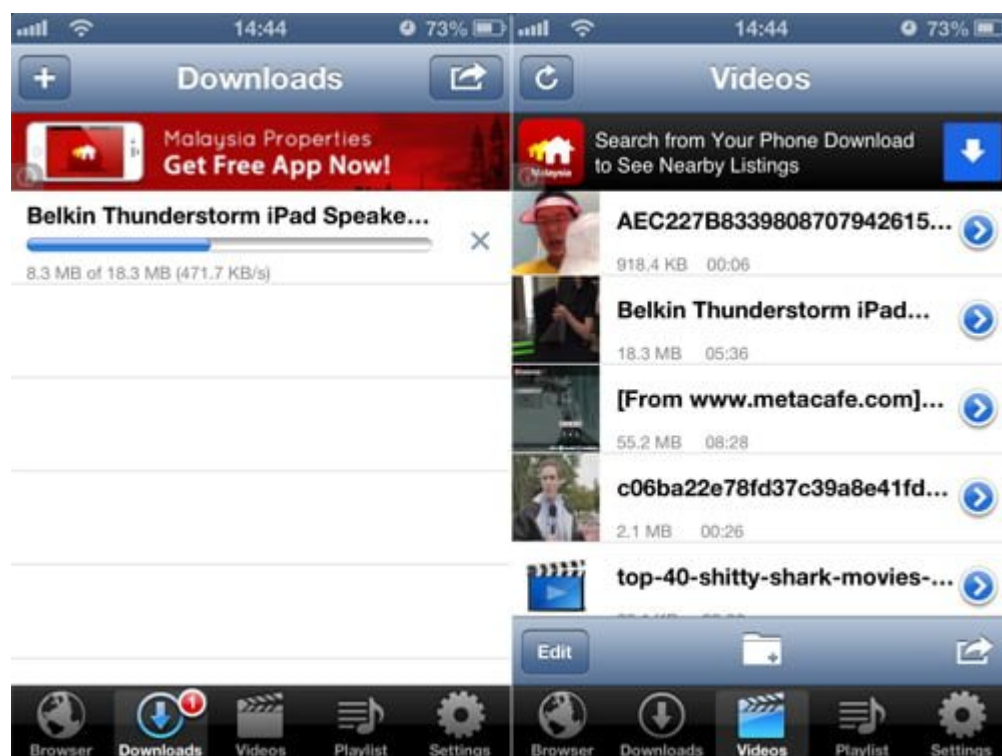 14:44
73%
Downloads
Malaysia Properties
Get Free App Now!
Belkin Thunderstorm iPad Speake...
8.3 MB of 18.3 MB (471.7 KB/s)
1
Browser
Downloads
Videos
Playlist
Settings
14:44
73%
Videos
Malaysia
Search from Your Phone Download
to See Nearby Listings
AEC227B8339808707942615...
918.4 KB 00:06
Belkin Thunderstorm iPad...
18.3 MB 05:36
[From www.metacafe.com]...
55.2 MB 08:28
c06ba22e78fd37c39a8e41fd...
2.1 MB 00:26
top-40-shitty-shark-movies-...
Edit
Browser
Downloads
Videos
Playlist
Settings